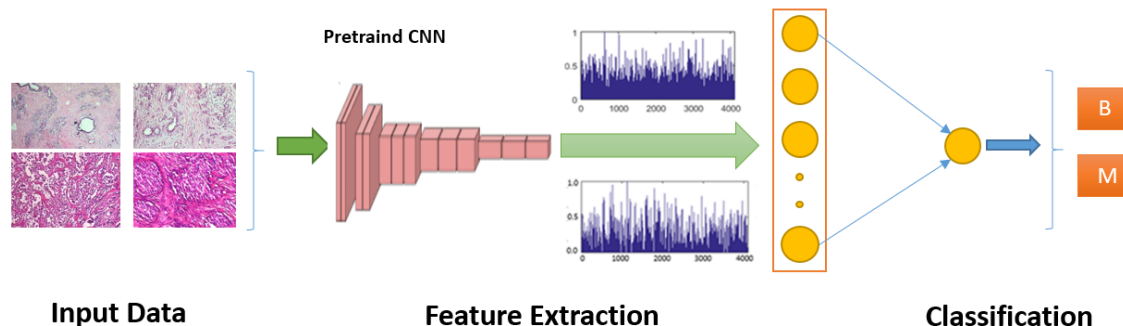 Pretraind CNN
1
0.5
0
0 1000 2000 3000 4000
1.0
0.5
0.0
0 1000 2000 3000 4000
B
M
Input Data
Feature Extraction
Classification